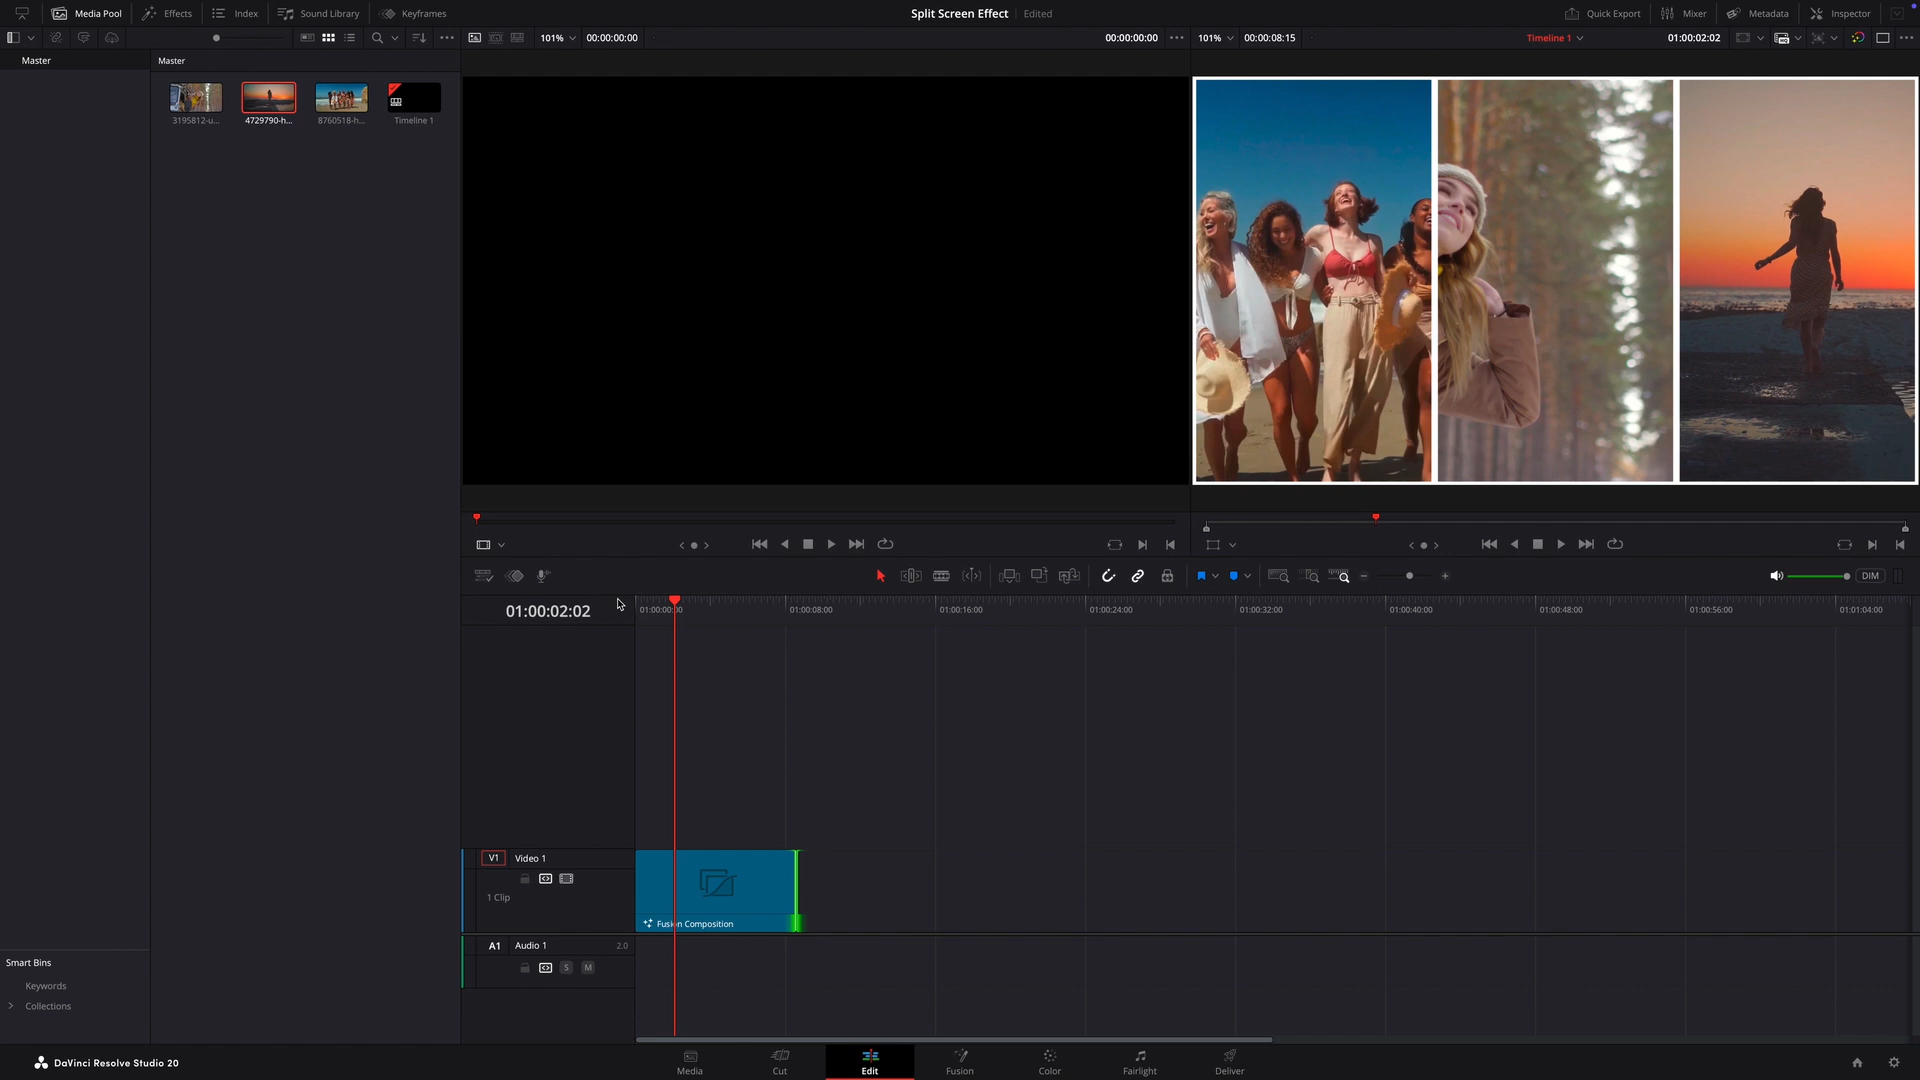 Media Pool
Effects
Index
Sound Library
Keyframes
Split Screen Effect
Edited
Quick Export
Mixer
Metadata
Inspector
101%
00:00:00:00
00:00:00:00
101%
00:00:08:15
Timeline 1
01:00:02:02
Master
Master
3195812-u...
4729790-h...
8760518-h...
Timeline 1
DIM
01:00:02:02
01:00:00:00
01:00:08:00
01:00:16:00
01:00:24:00
01:00:32:00
01:00:40:00
01:00:48:00
01:00:56:00
01:01:04:00
V1
Video 1
1 Clip
Fusion Composition
A1
Audio 1
2.0
S
M
Smart Bins
Keywords
Collections
DaVinci Resolve Studio 20
Media
Cut
Edit
Fusion
Color
Fairlight
Deliver